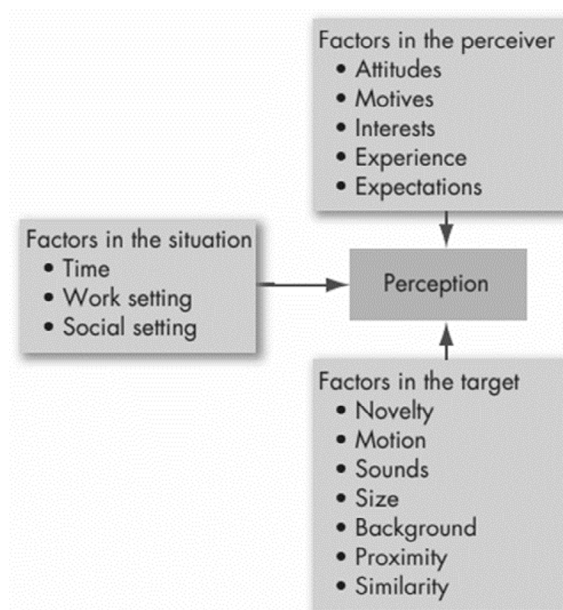 Factors in the perceiver
• Attitudes
• Motives
• Interests
• Experience
• Expectations
Factors in the situation
• Time
• Work setting
• Social setting
Perception
Factors in the target
• Novelty
• Motion
• Sounds
• Size
• Background
• Proximity
• Similarity